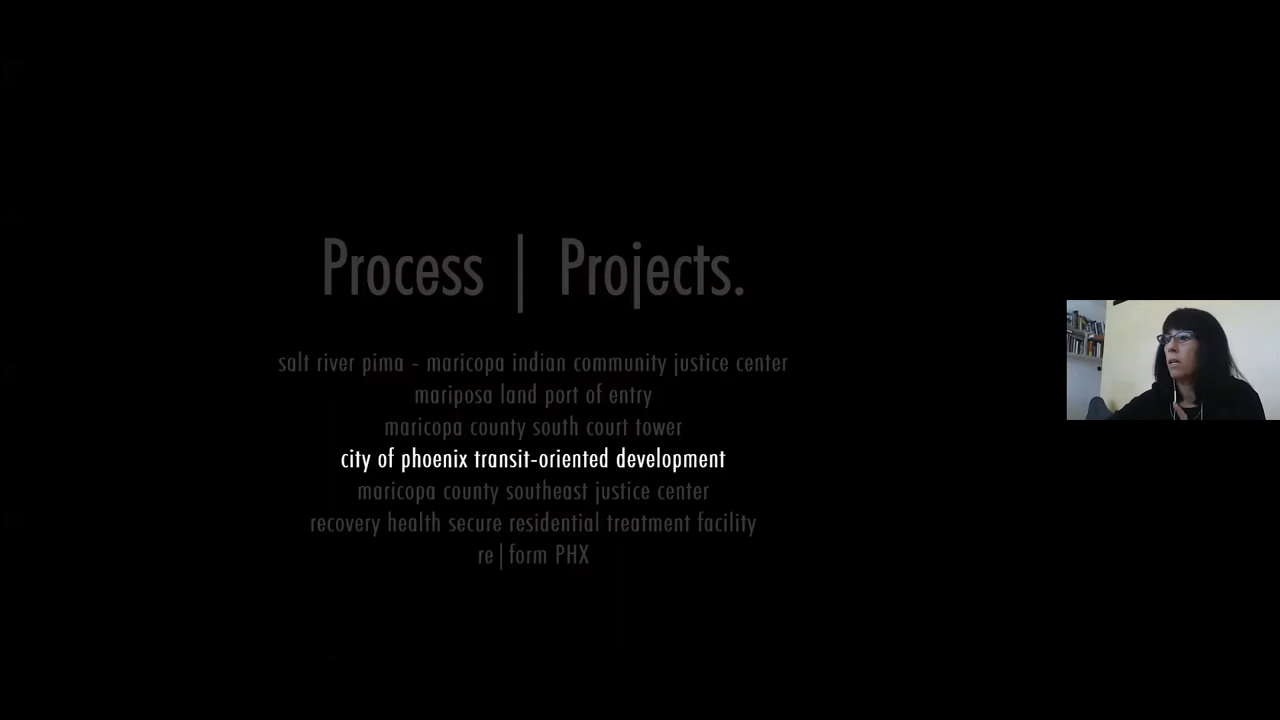 Process | Projects.
salt river pima - maricopa indian community justice center
mariposa land port of entry
maricopa county south court tower
city of phoenix transit-oriented development
maricopa county southeast justice center
recovery health secure residential treatment facility
re|form PHX